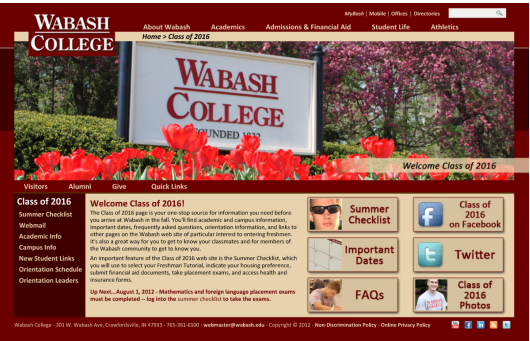 WABASH
COLLEGE
MyBash | Mobile | Offices | Directories
About Wabash Academics Admissions & Financial Aid Student Life Athletics
Home > Class of 2016
WABASH
COLLEGE
FOUNDED 1832
Welcome Class of 2016
Visitors Alumni Give Quick Links
Class of 2016
Summer Checklist
Webmail
Academic Info
Campus Info
New Student Links
Orientation Schedule
Orientation Leaders
Welcome Class of 2016!
The Class of 2016 page is your one-stop source for information you need before
you arrive at Wabash in the fall. You'll find academic and campus information,
important dates, frequently asked questions, orientation information, and links to
other pages on the Wabash web site of particular interest to entering freshmen.
It's also a great way for you to get to know your classmates and for members of
the Wabash community to get to know you.
An important feature of the Class of 2016 web site is the Summer Checklist, which
you will use to select your Freshman Tutorial, indicate your housing preference,
submit financial aid documents, take placement exams, and access health and
insurance forms.
Up Next...August 1, 2012 - Mathematics and foreign language placement exams
must be completed -- log into the summer checklist to take the exams.
Summer
Checklist
Important
Dates
FAQs
Class of
2016
on Facebook
Twitter
Class of
2016
Photos
Wabash College - 301 W. Wabash Ave, Crawfordsville, IN 47933 - 765-361-6100 - webmaster@wabash.edu - Copyright © 2012 - Non-Discrimination Policy - Online Privacy Policy